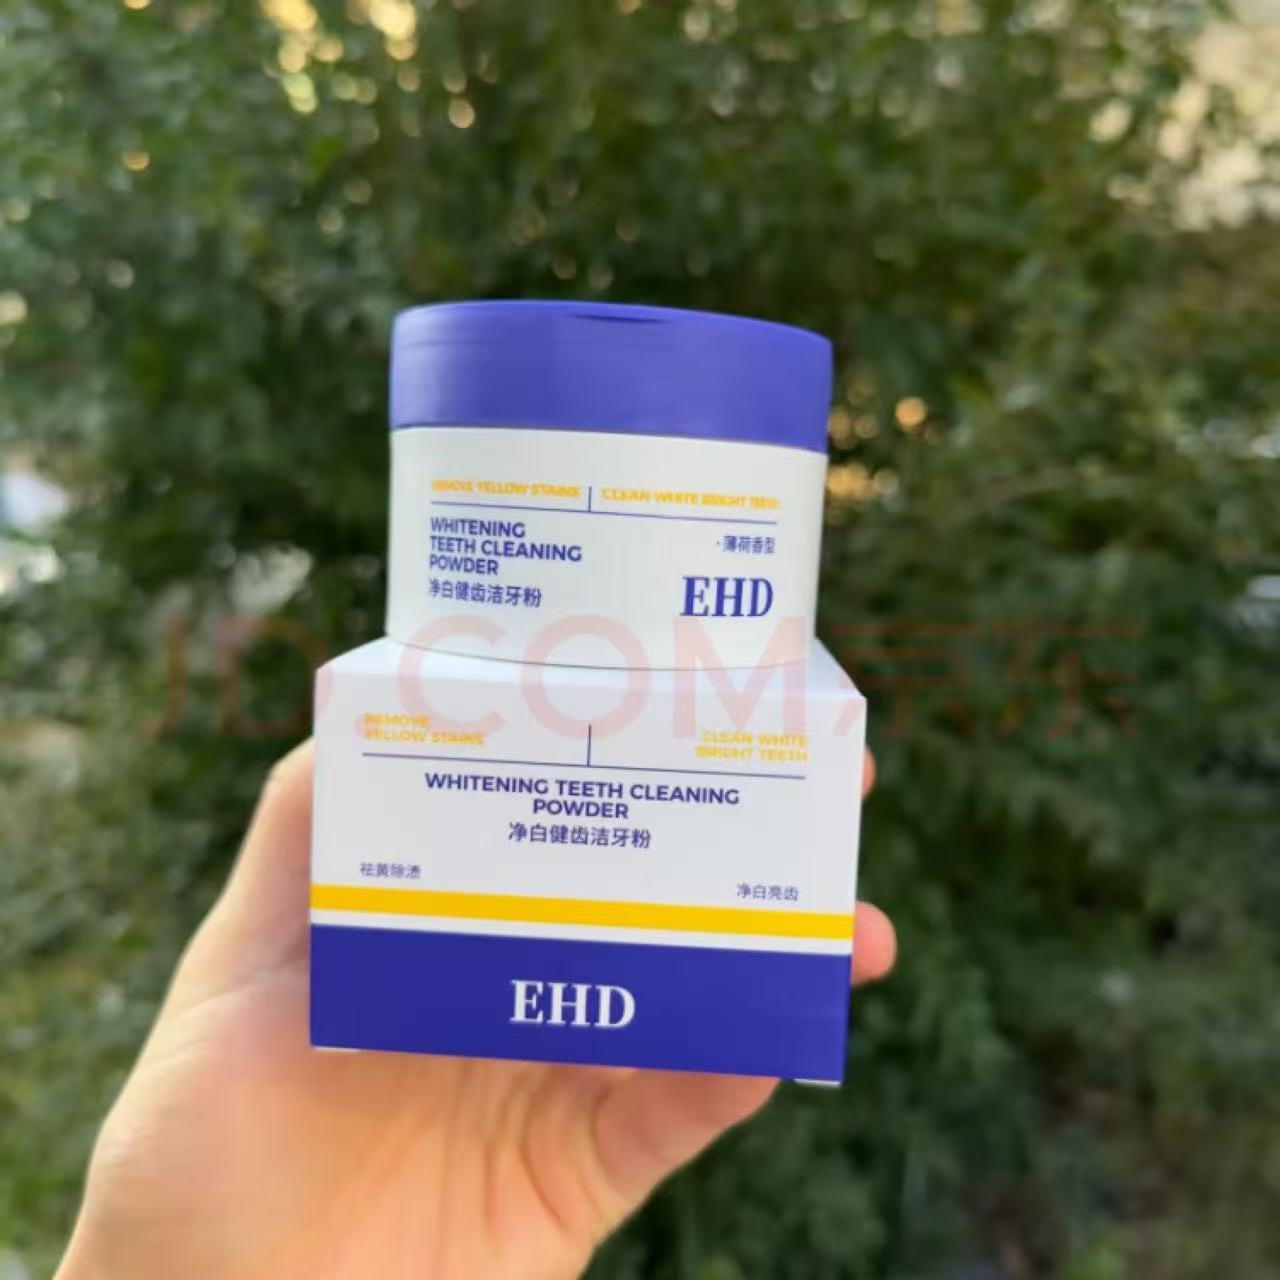 REMOVE YELLOW STAINS
CLEAN WHITE BRIGHT TEETH
WHITENING
TEETH CLEANING
POWDER
净白健齿洁牙粉
·薄荷香型
EHD
JD.COM京东
REMOVE
YELLOW STAINS
CLEAN WHITE
BRIGHT TEETH
WHITENING TEETH CLEANING
POWDER
净白健齿洁牙粉
祛黄除渍
净白亮齿
EHD